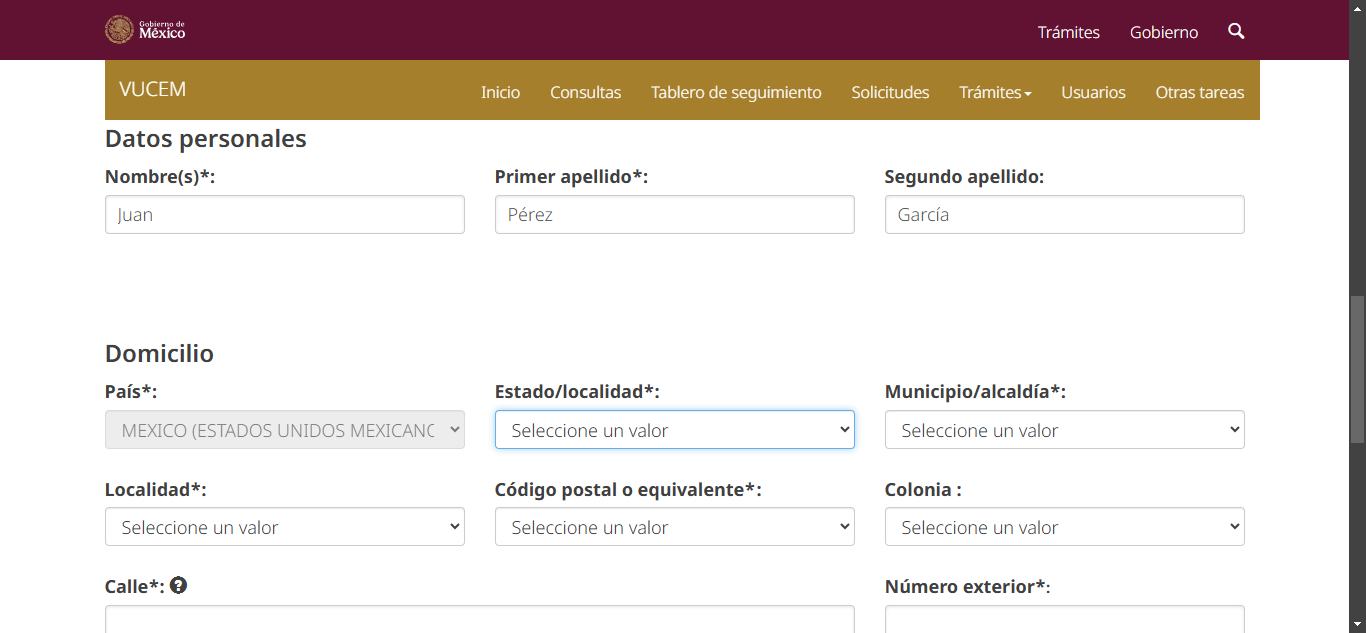 Gobierno de
México
Trámites Gobierno
VUCEM
Inicio Consultas Tablero de seguimiento Solicitudes Trámites Usuarios Otras tareas
Datos personales
Nombre(s)*: Primer apellido*: Segundo apellido:
Juan Pérez García
Domicilio
País*: Estado/localidad*: Municipio/alcaldía*:
MEXICO (ESTADOS UNIDOS MEXICANO Seleccione un valor Seleccione un valor
Localidad*: Código postal o equivalente*: Colonia :
Seleccione un valor Seleccione un valor Seleccione un valor
Calle*: ? Número exterior*: